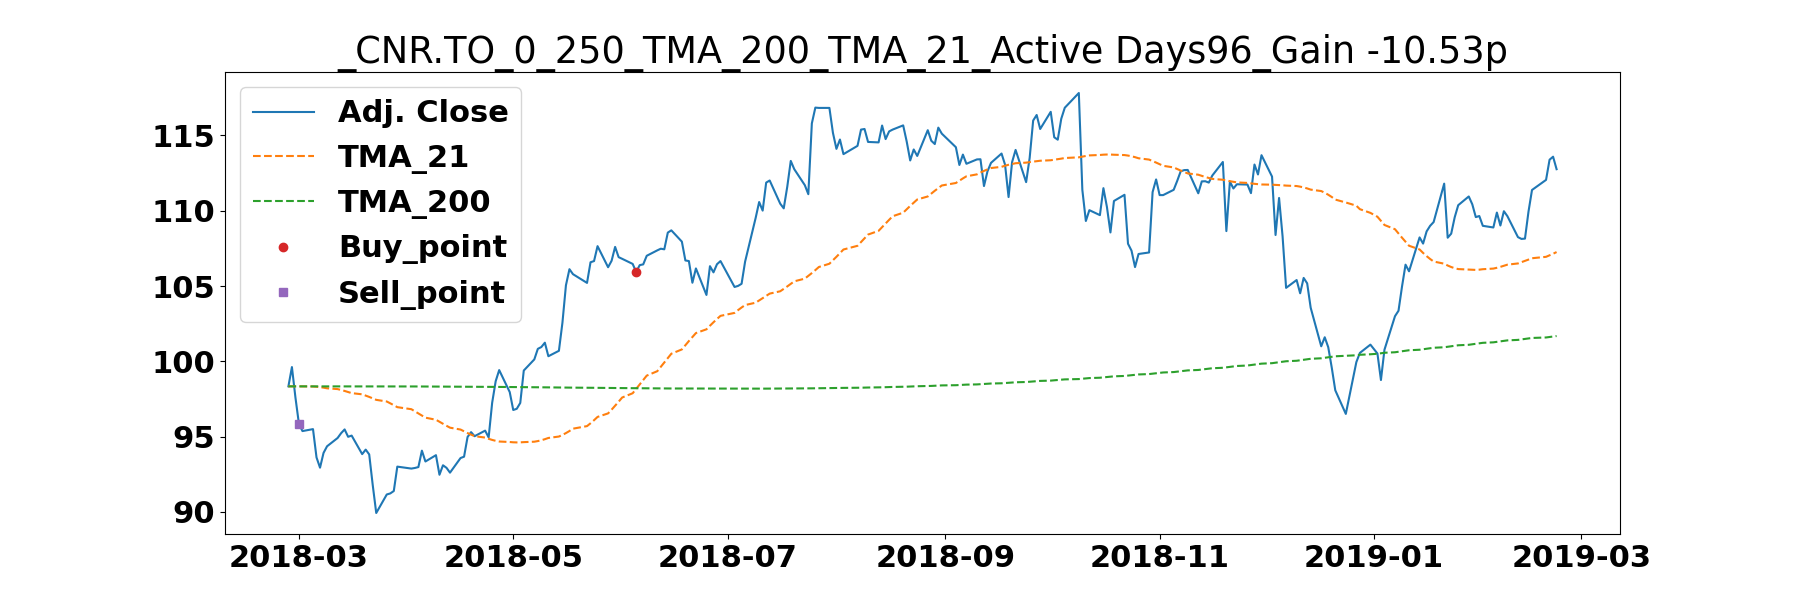 _CNR.TO_0_250_TMA_200_TMA_21_Active Days96_Gain -10.53p
Adj. Close
TMA_21
TMA_200
Buy_point
Sell_point
115
110
105
100
95
90
2018-03 2018-05 2018-07 2018-09 2018-11 2019-01 2019-03